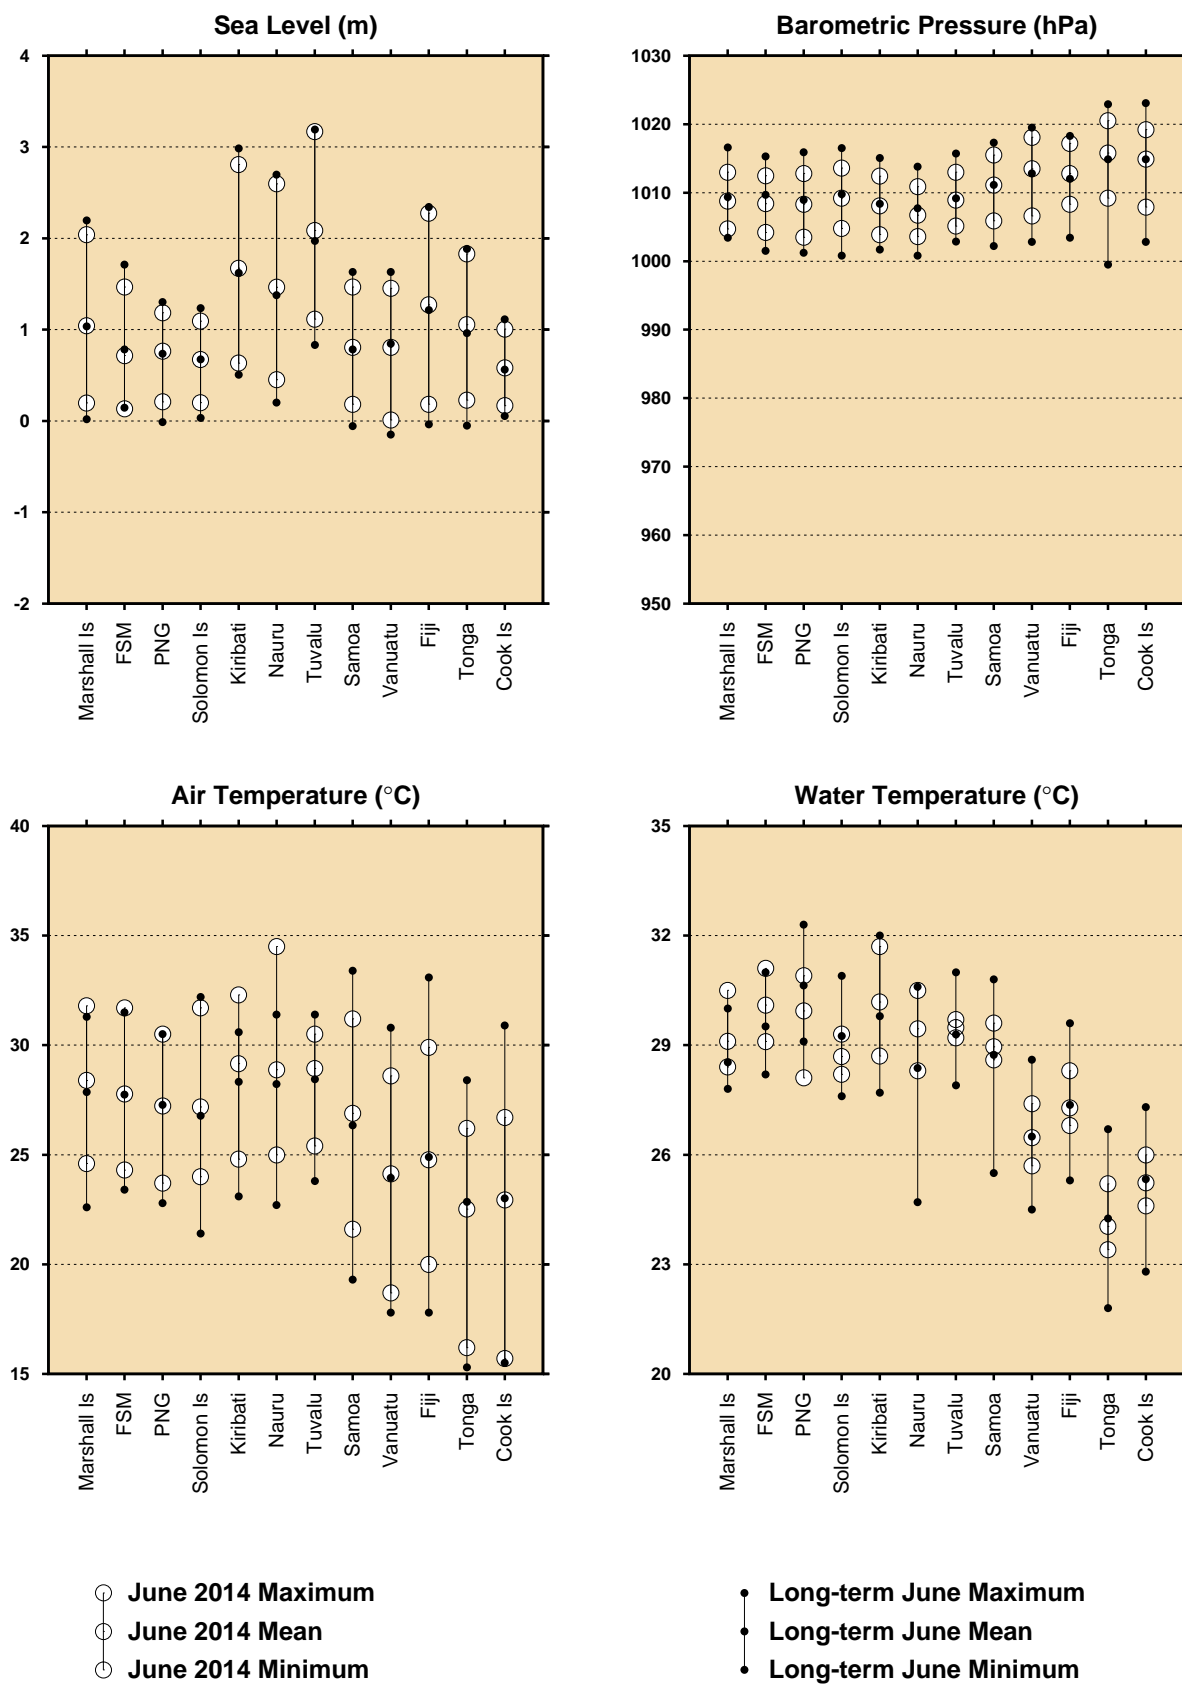 Sea Level (m)
4
3
2
1
0
-1
-2
Marshall Is
FSM
PNG
Solomon Is
Kiribati
Nauru
Tuvalu
Samoa
Vanuatu
Fiji
Tonga
Cook Is
Barometric Pressure (hPa)
1030
1020
1010
1000
990
980
970
960
950
Marshall Is
FSM
PNG
Solomon Is
Kiribati
Nauru
Tuvalu
Samoa
Vanuatu
Fiji
Tonga
Cook Is
Air Temperature (°C)
40
35
30
25
20
15
Marshall Is
FSM
PNG
Solomon Is
Kiribati
Nauru
Tuvalu
Samoa
Vanuatu
Fiji
Tonga
Cook Is
Water Temperature (°C)
35
32
29
26
23
20
Marshall Is
FSM
PNG
Solomon Is
Kiribati
Nauru
Tuvalu
Samoa
Vanuatu
Fiji
Tonga
Cook Is
June 2014 Maximum
June 2014 Mean
June 2014 Minimum
Long-term June Maximum
Long-term June Mean
Long-term June Minimum